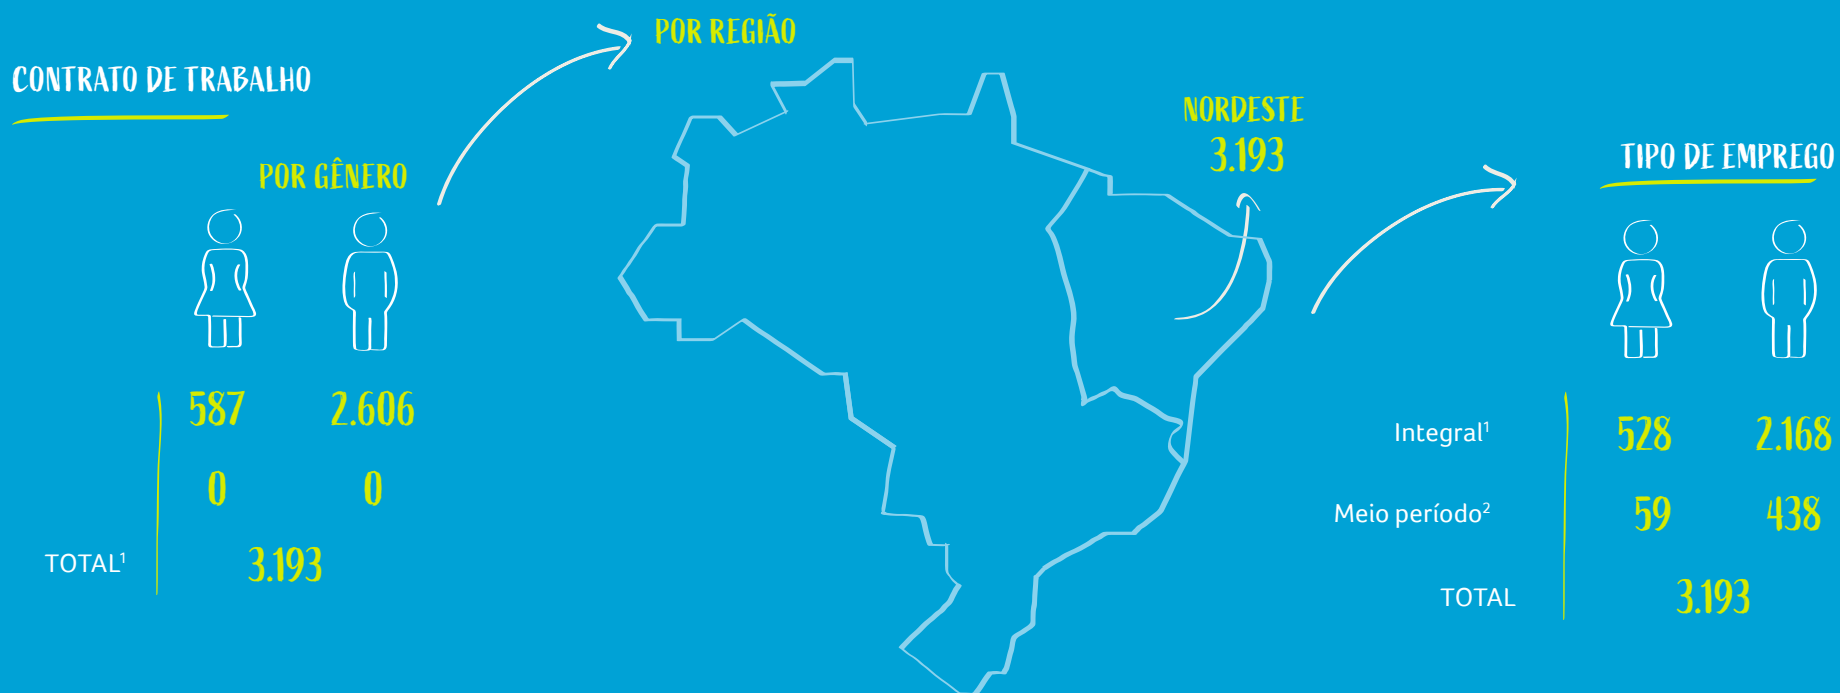 CONTRATO DE TRABALHO
POR GÊNERO
587 2.606
0 0
TOTAL¹ 3.193
POR REGIÃO
NORDESTE
3.193
TIPO DE EMPREGO
Integral¹ 528 2.168
Meio período² 59 438
TOTAL 3.193